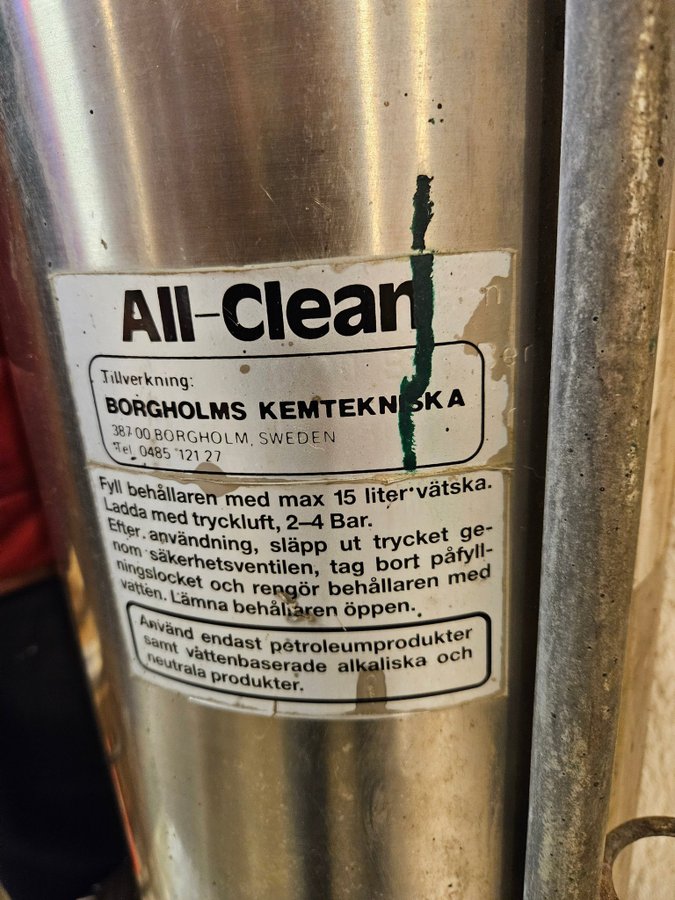 All-Clean
Tillverkning:
BORGHOLMS KEMTEKNISKA
387 00 BORGHOLM, SWEDEN
Tel. 0485 121 27
Fyll behållaren med max 15 liter vätska.
Ladda med tryckluft, 2–4 Bar.
Efter användning, släpp ut trycket ge-
nom säkerhetsventilen, tag bort påfyll-
ningslocket och rengör behållaren med
vatten. Lämna behållaren öppen.
Använd endast petroleumprodukter
samt vattenbaserade alkaliska och
neutrala produkter.